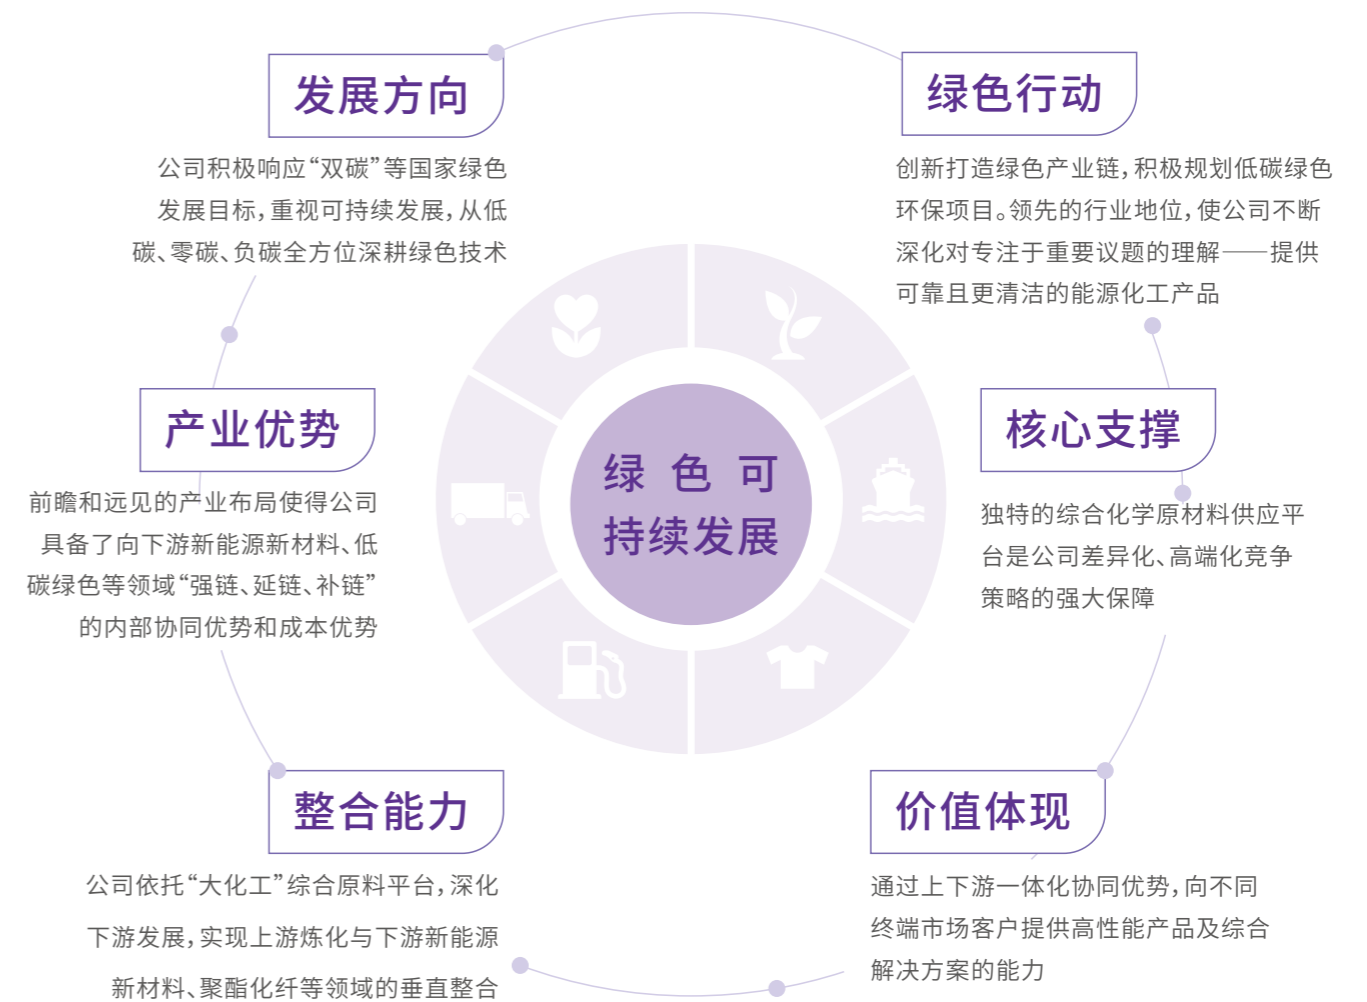 发展方向
公司积极响应“双碳”等国家绿色
发展目标，重视可持续发展，从低
碳、零碳、负碳全方位深耕绿色技术
绿色行动
创新打造绿色产业链，积极规划低碳绿色
环保项目。领先的行业地位，使公司不断
深化对专注于重要议题的理解——提供
可靠且更清洁的能源化工产品
产业优势
前瞻和远见的产业布局使得公司
具备了向下游新能源新材料、低
碳绿色等领域“强链、延链、补链”
的内部协同优势和成本优势
绿色可
持续发展
核心支撑
独特的综合化学原材料供应平
台是公司差异化、高端化竞争
策略的强大保障
整合能力
公司依托“大化工”综合原料平台，深化
下游发展，实现上游炼化与下游新能源
新材料、聚酯化纤等领域的垂直整合
价值体现
通过上下游一体化协同优势，向不同
终端市场客户提供高性能产品及综合
解决方案的能力